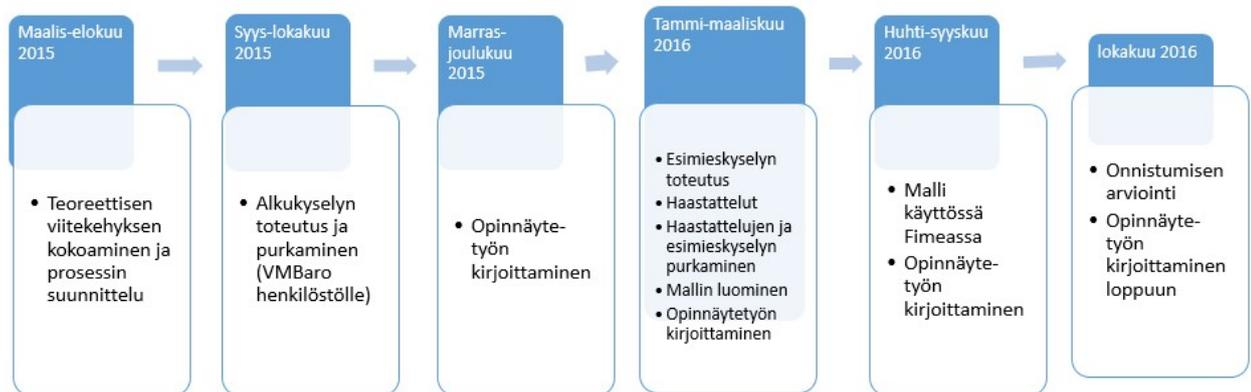 Maalis-elokuu
2015
• Teoreettisen
viitekehyksen
kokoaminen ja
prosessin
suunnittelu
Syys-lokakuu
2015
• Alkukyselyn
toteutus ja
purkaminen
(VMBaro
henkilöstölle)
Marras-
joulukuu
2015
• Opinnäyte-
työn
kirjoittaminen
Tammi-maaliskuu
2016
• Esimieskyselyn
toteutus
• Haastattelut
• Haastattelujen ja
esimieskyselyn
purkaminen
• Mallin luominen
• Opinnäytetyön
kirjoittaminen
Huhti-syyskuu
2016
• Malli
käyttössä
Fimeassa
• Opinnäyte-
työn
kirjoittaminen
lokakuu 2016
• Onnistumisen
arviointi
• Opinnäyte-
työn
kirjoittaminen
loppuun